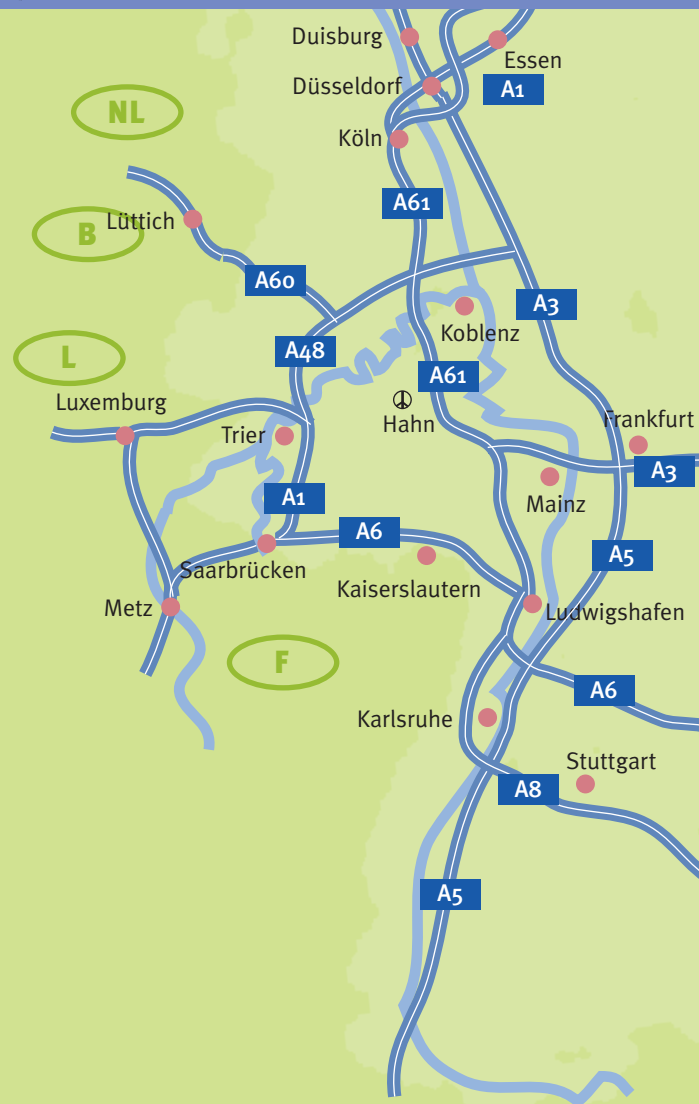 Duisburg
Essen
Düsseldorf
A1
NL
Köln
A61
Lüttich
B
A60
A3
Koblenz
A48
L
A61
Luxemburg
Hahn
Frankfurt
Trier
A3
Mainz
A1
A6
A5
Saarbrücken
Kaiserslautern
Metz
Ludwigshafen
F
A6
Karlsruhe
Stuttgart
A8
A5